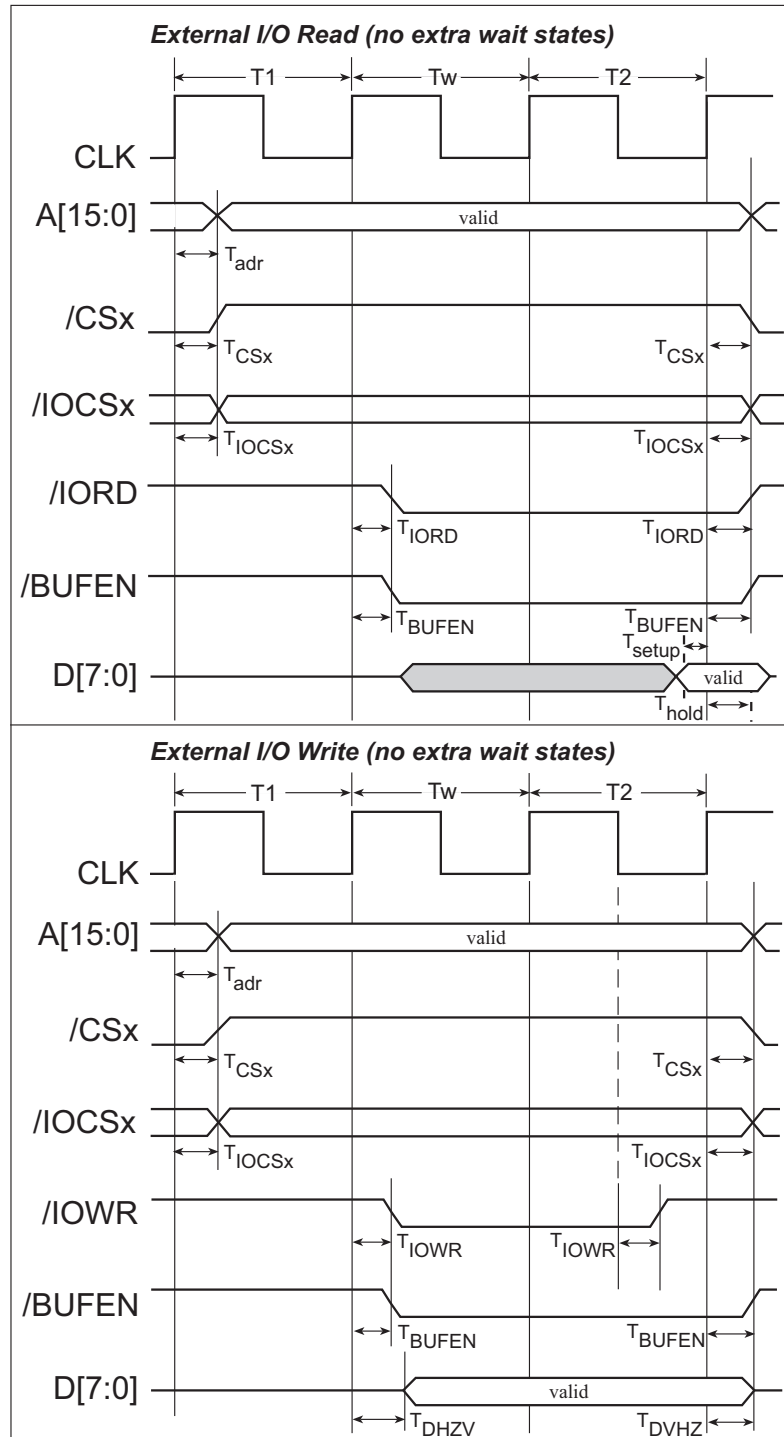 External I/O Read (no extra wait states)
T1 Tw T2
CLK
A[15:0] valid
Tadr
/CSx
TCSx TCSx
/IOCSx
TIOCSx TIOCSx
/IORD
TIORD TIORD
/BUFEN
TBUFEN TBUFEN
Tsetup
D[7:0] valid
Thold
External I/O Write (no extra wait states)
T1 Tw T2
CLK
A[15:0] valid
Tadr
/CSx
TCSx TCSx
/IOCSx
TIOCSx TIOCSx
/IOWR
TIOWR TIOWR
/BUFEN
TBUFEN TBUFEN
D[7:0] valid
TDHZV TDVHZ